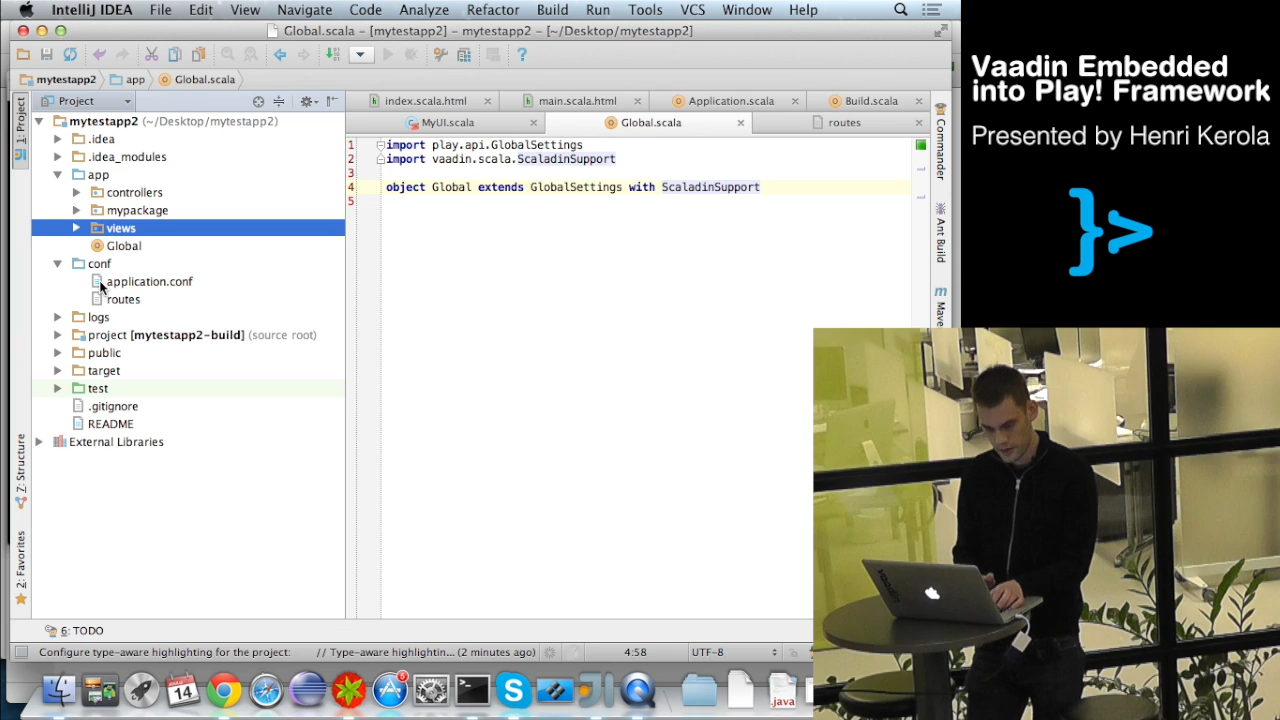 IntelliJ IDEA File Edit View Navigate Code Analyze Refactor Build Run Tools VCS Window Help
Global.scala – [mytestapp2] – mytestapp2 – [~/Desktop/mytestapp2]
mytestapp2 app Global.scala
1: Project
Project
mytestapp2 (~/Desktop/mytestapp2)
.idea
.idea_modules
app
controllers
mypackage
views
Global
conf
application.conf
routes
logs
project [mytestapp2-build] (source root)
public
target
test
.gitignore
README
External Libraries
Z: Structure
2: Favorites
index.scala.html main.scala.html Application.scala Build.scala
MyUI.scala Global.scala routes
1 import play.api.GlobalSettings
2 import vaadin.scala.ScaladinSupport
3
4 object Global extends GlobalSettings with ScaladinSupport
5
Commander
Ant Build
m
Mave
6: TODO
Configure type-aware highlighting for the project: // Type-aware highlightin... (2 minutes ago) 4:58 UTF-8
14
.java
Vaadin Embedded
into Play! Framework
Presented by Henri Kerola
}>
vaadin